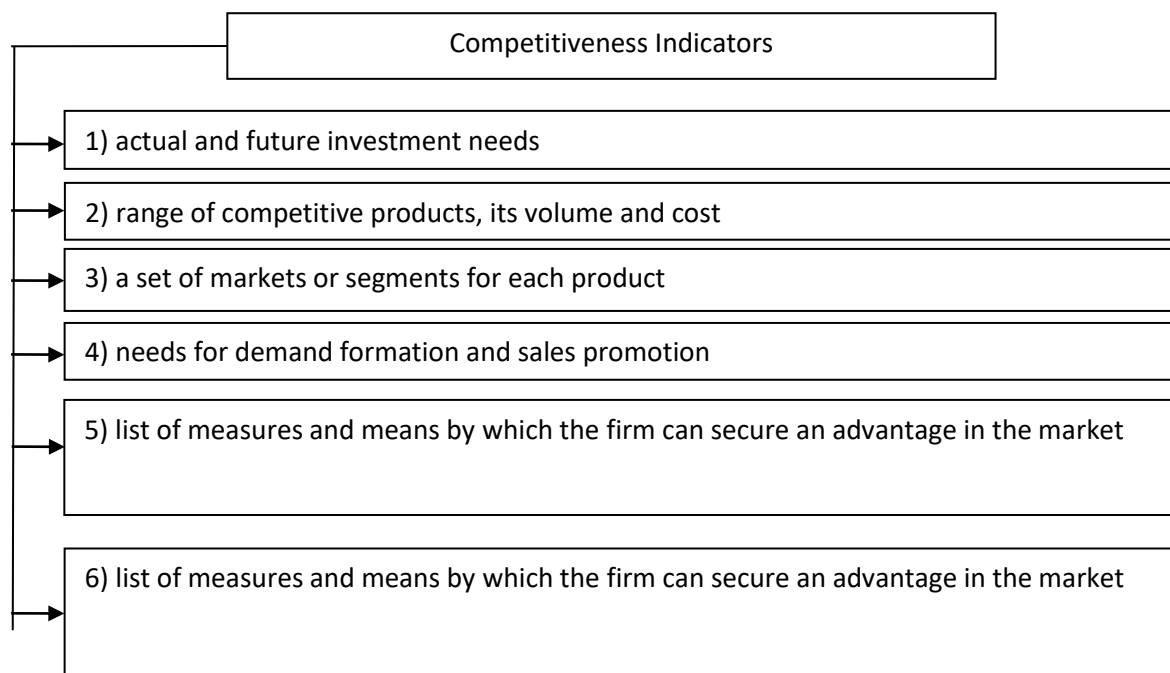 Competitiveness Indicators
1) actual and future investment needs
2) range of competitive products, its volume and cost
3) a set of markets or segments for each product
4) needs for demand formation and sales promotion
5) list of measures and means by which the firm can secure an advantage in the market
6) list of measures and means by which the firm can secure an advantage in the market